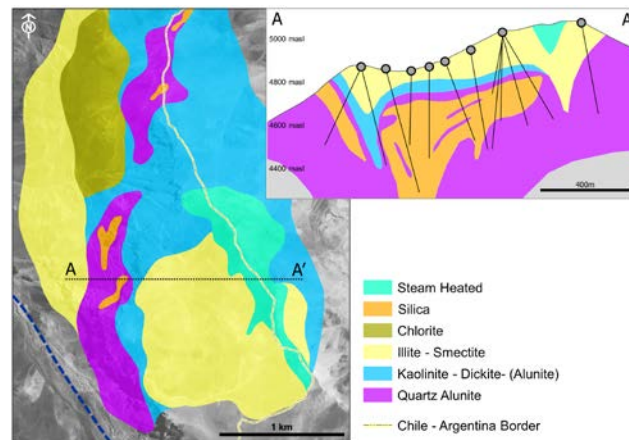 N
A
A
5000 masl
4800 masl
4600 masl
4400 masl
400m
A
A'
1 km
Steam Heated
Silica
Chlorite
Illite - Smectite
Kaolinite - Dickite- (Alunite)
Quartz Alunite
Chile - Argentina Border